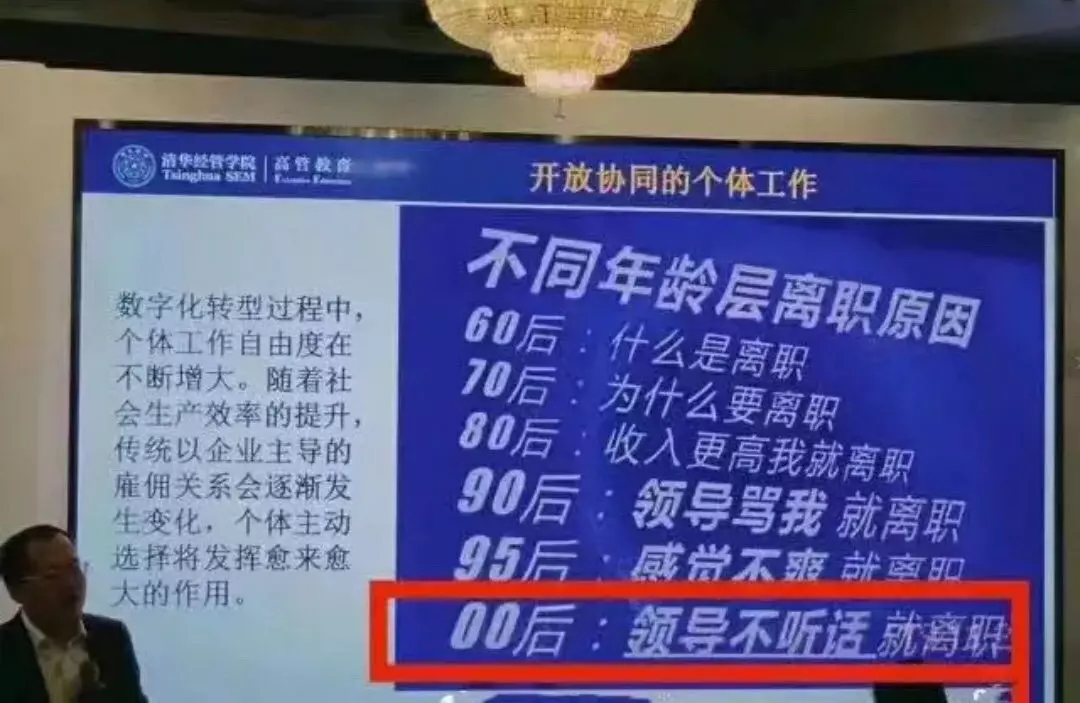 清华经管学院
Tsinghua SEM
高管教育
Executive Education
开放协同的个体工作
数字化转型过程中，
个体工作自由度在
不断增大。随着社
会生产效率的提升，
传统以企业主导的
雇佣关系会逐渐发
生变化，个体主动
选择将发挥愈来愈
大的作用。
不同年龄层离职原因
60后：什么是离职
70后：为什么要离职
80后：收入更高我就离职
90后：领导骂我 就离职
95后：感觉不爽 就离职
00后：领导不听话 就离职